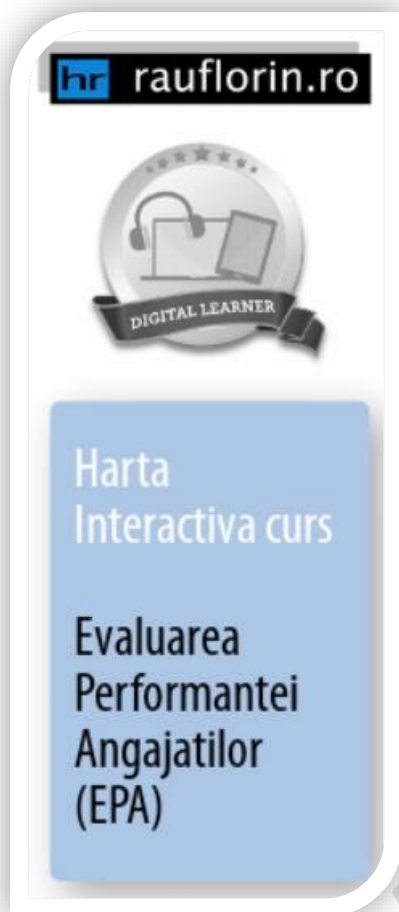 hr rauflorin.ro
DIGITAL LEARNER
Harta
Interactiva curs
Evaluarea
Performantei
Angajatilor
(EPA)